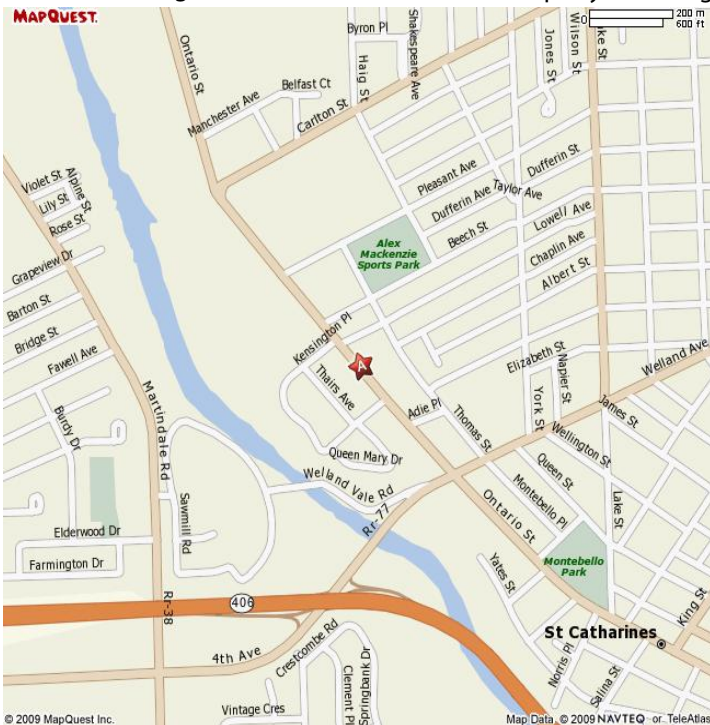 MAPQUEST.
0 200 m
600 ft
Byron Pl
Shakespeare Ave
Haig St
Jones St
Wilson St
Ontario St
Belfast Ct
Manchester Ave
Carlton St
Violet St
Alpine St
Lily St
Rose St
Pleasant Ave
Dufferin St
Taylor Ave
Dufferin Ave
Lowell Ave
Beech St
Alex
Mackenzie
Sports Park
Chaplin Ave
Albert St
Grapeview Dr
Barton St
Bridge St
Fawell Ave
Kensington Pl
A
Thairs Ave
Elizabeth St
Napier St
Welland Ave
York St
Adie Pl
Thomas St
James St
Wellington St
Martindale Rd
Burdy Dr
Queen Mary Dr
Queen St
Welland Vale Rd
Montebello Pl
Lake St
Sawmill Rd
Rr-77
Ontario St
Elderwood Dr
Farmington Dr
Yates St
Montebello
Park
406
Rr-38
King St
St Catharines
Crestcombe Rd
4th Ave
Springbank Dr
Clement Pl
Norris Pl
Salina St
Vintage Cres
© 2009 MapQuest Inc.
Map Data © 2009 NAVTEQ or TeleAtlas